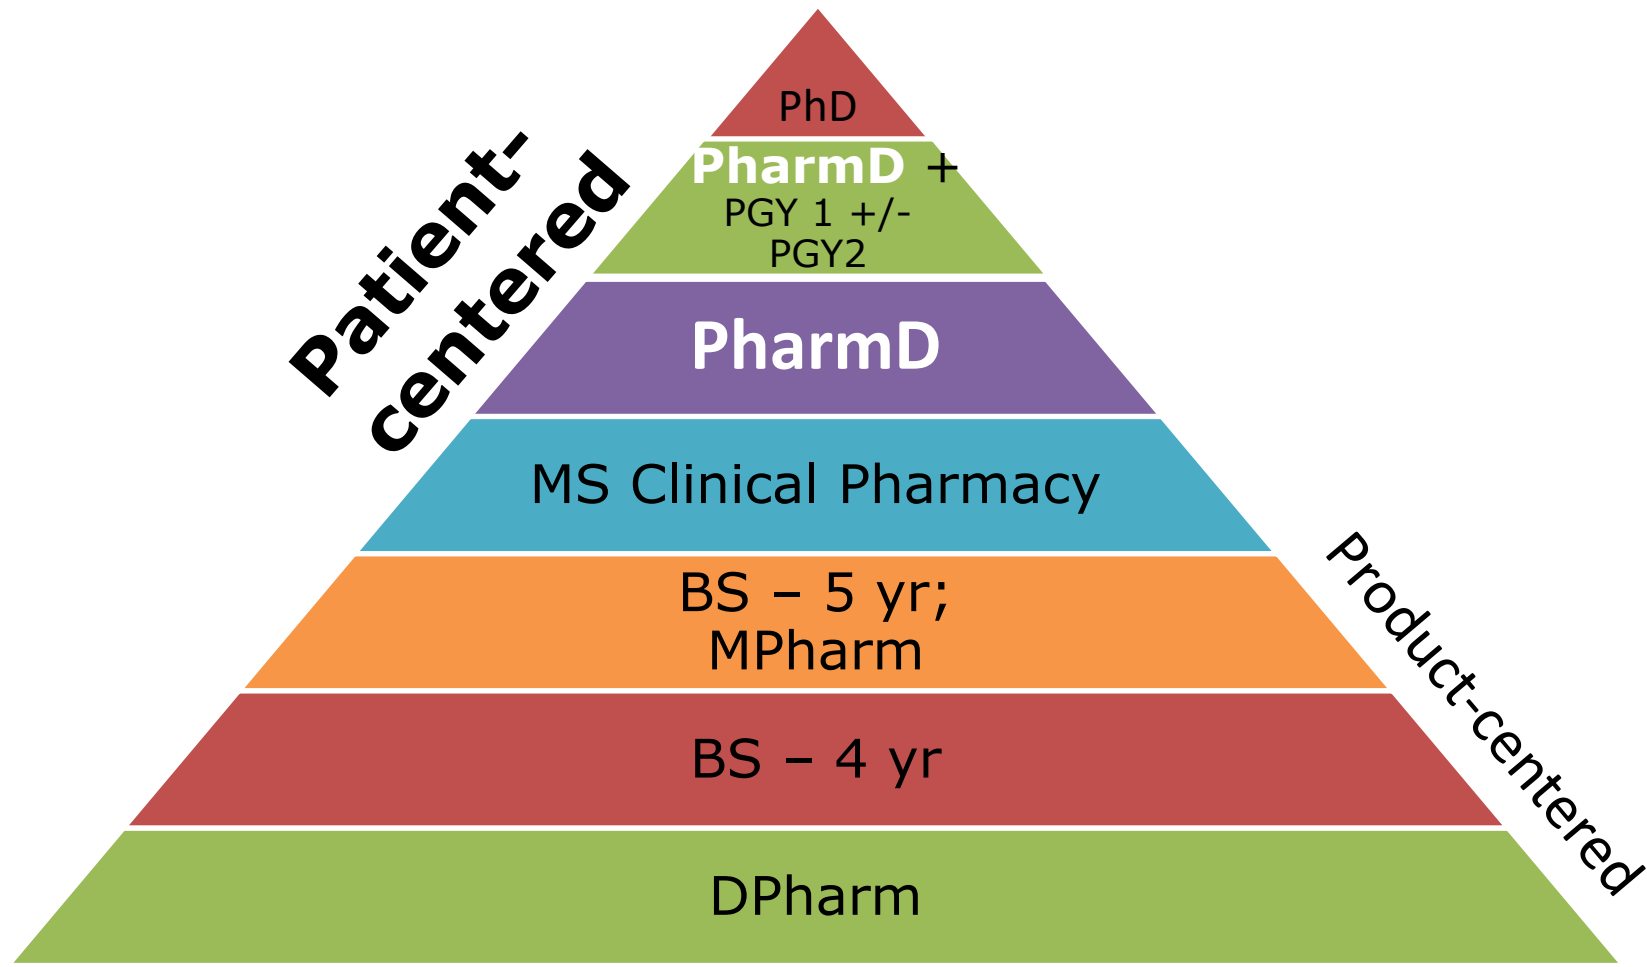 PhD
PharmD +
PGY 1 +/-
PGY2
Patient-
centered
PharmD
MS Clinical Pharmacy
BS – 5 yr;
MPharm
Product-centered
BS – 4 yr
DPharm